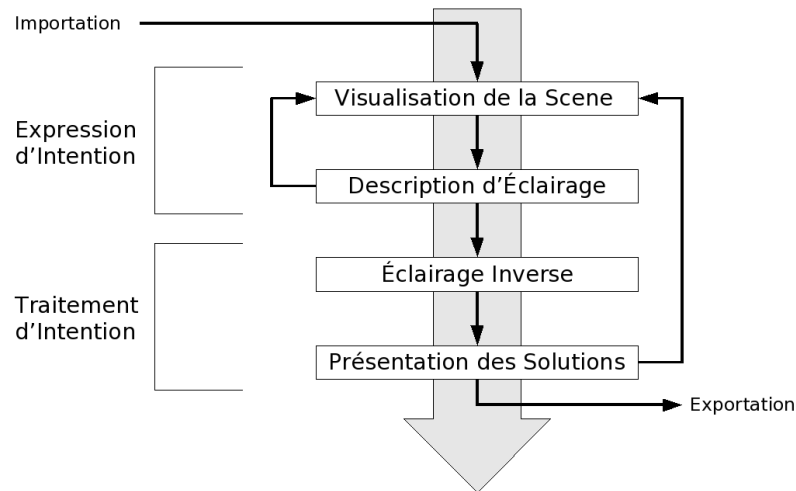 Importation
Visualisation de la Scene
Expression
d'Intention
Description d'Éclairage
Éclairage Inverse
Traitement
d'Intention
Présentation des Solutions
Exportation